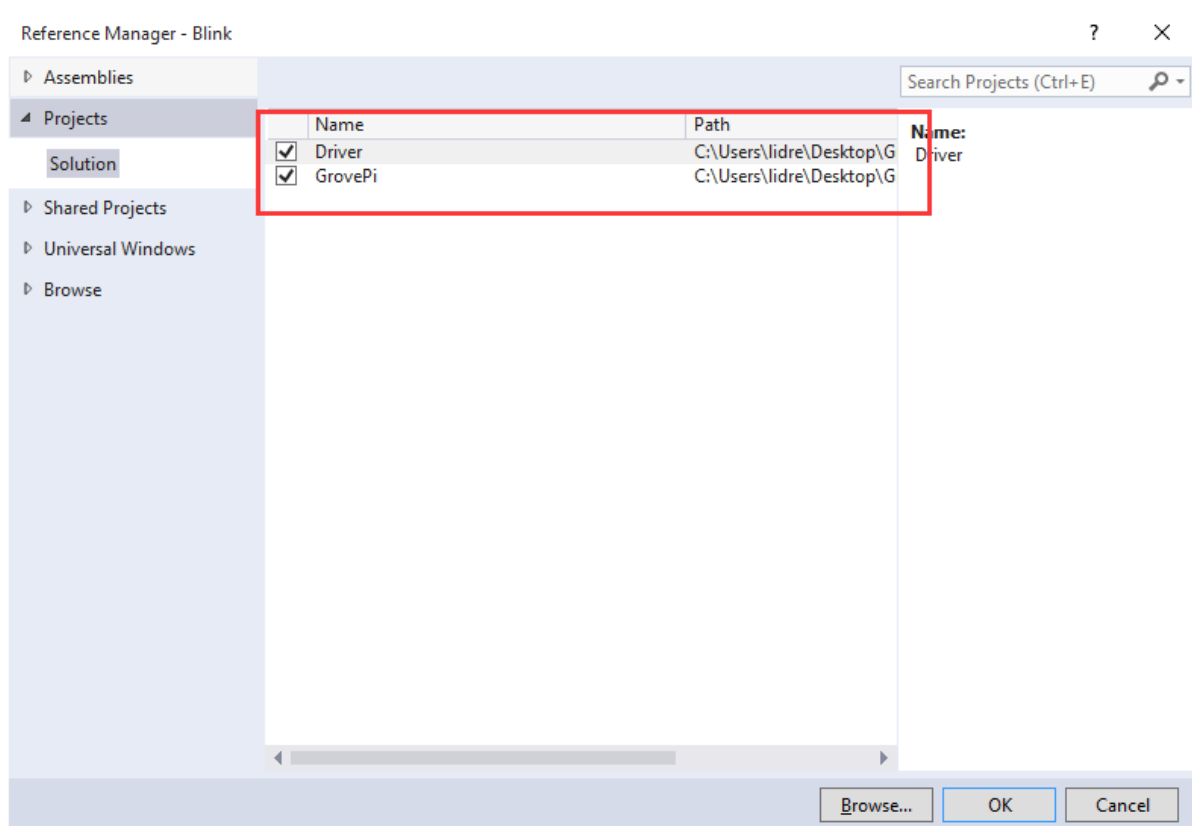 Reference Manager - Blink
?
Assemblies
Search Projects (Ctrl+E)
Projects
Solution
Shared Projects
Universal Windows
Browse
Name Path
Driver C:\Users\lidre\Desktop\G
GrovePi C:\Users\lidre\Desktop\G
Name:
Driver
Browse... OK Cancel